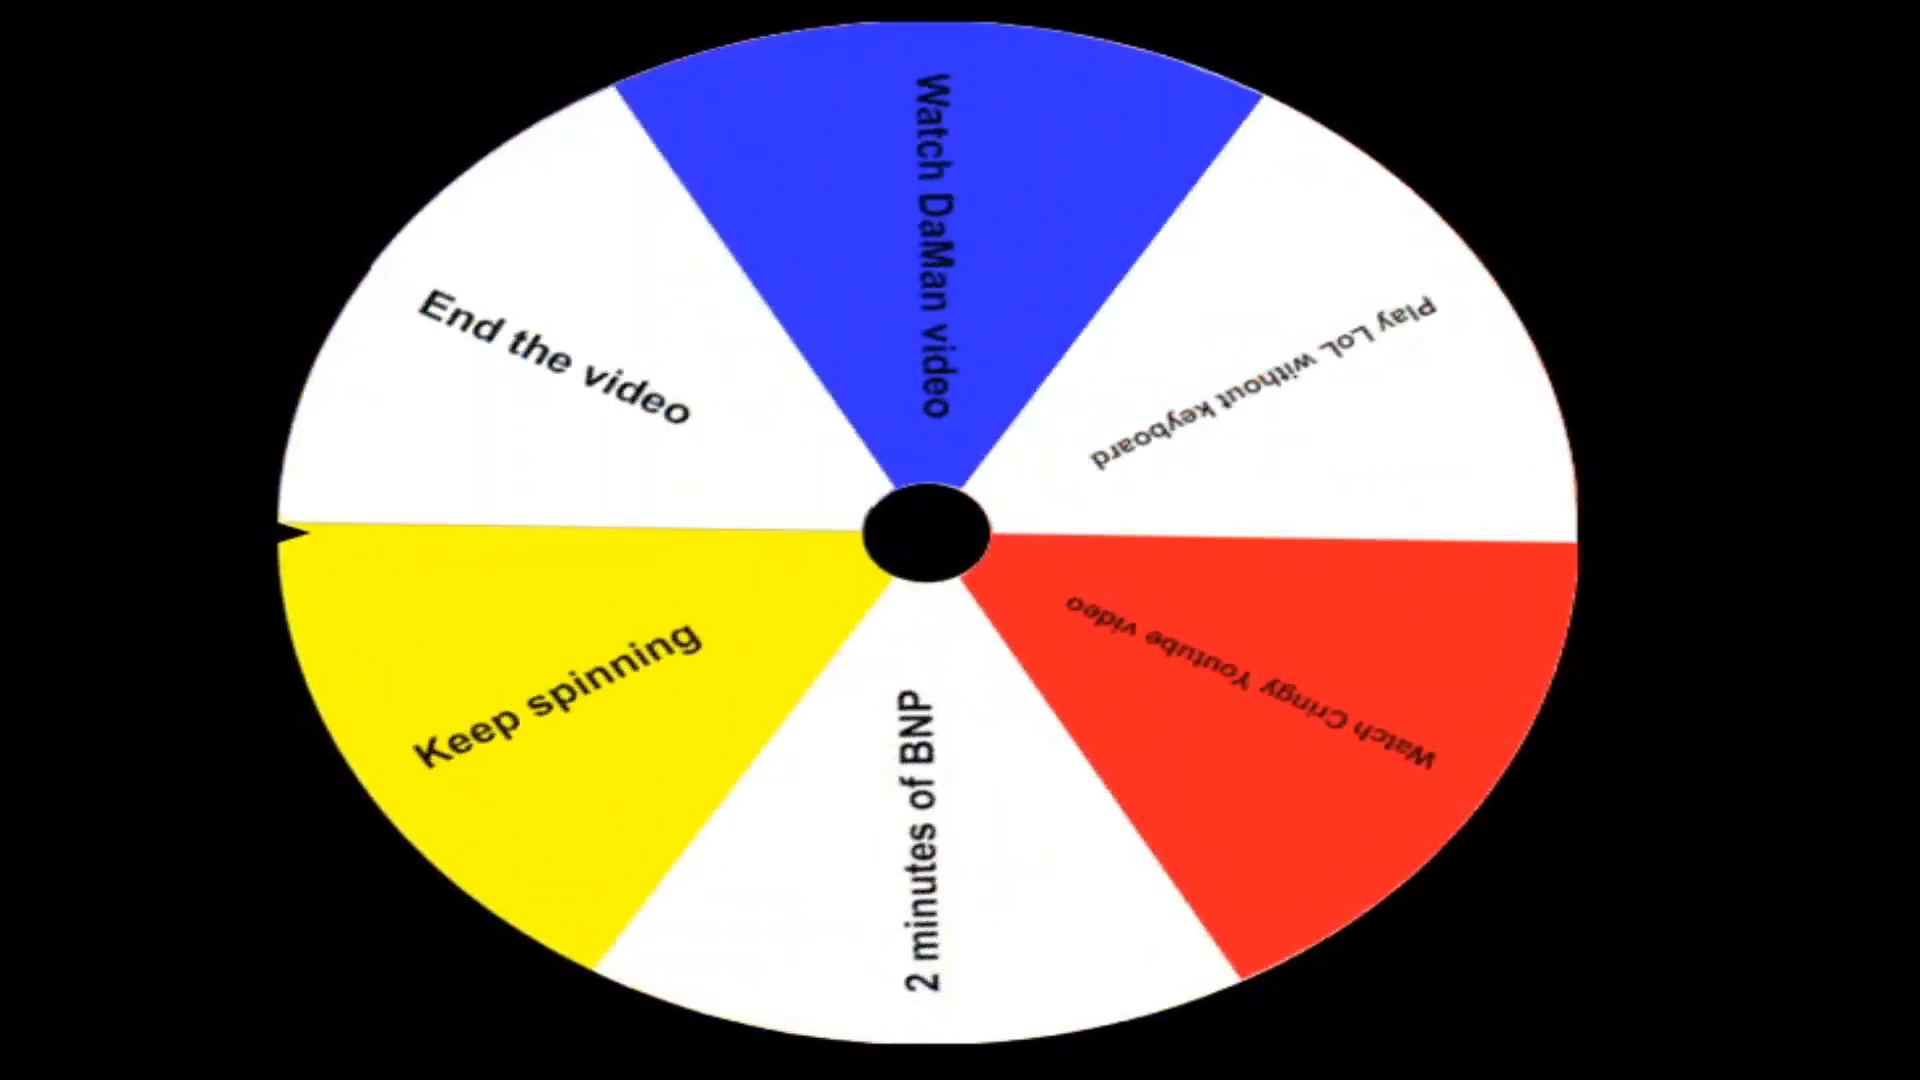 Watch DaMan video
Play LoL without keyboard
End the video
Watch Cringy Youtube video
Keep spinning
2 minutes of BNP